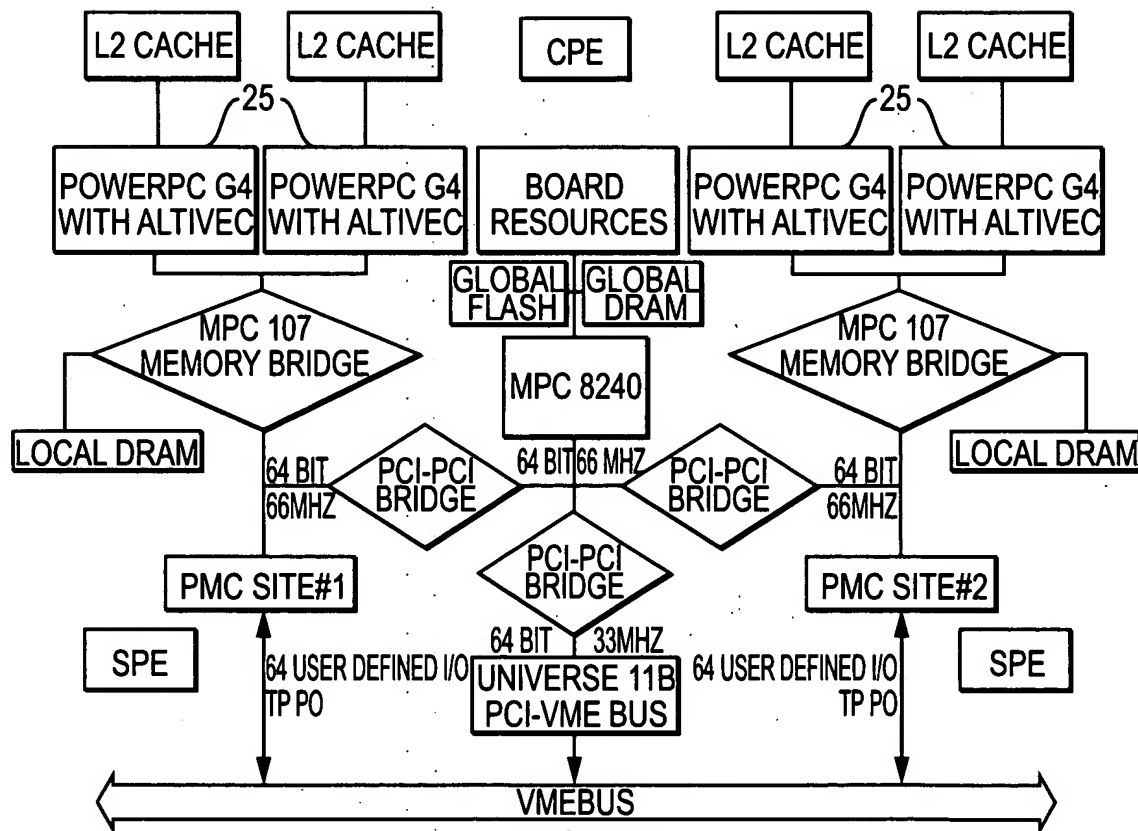 L2 CACHE
L2 CACHE
CPE
L2 CACHE
L2 CACHE
25
25
POWERPC G4
WITH ALTIVEC
POWERPC G4
WITH ALTIVEC
BOARD
RESOURCES
POWERPC G4
WITH ALTIVEC
POWERPC G4
WITH ALTIVEC
GLOBAL
FLASH
GLOBAL
DRAM
MPC 107
MEMORY BRIDGE
MPC 8240
MPC 107
MEMORY BRIDGE
LOCAL DRAM
LOCAL DRAM
64 BIT
66MHZ
PCI-PCI
BRIDGE
64 BIT
66 MHZ
PCI-PCI
BRIDGE
64 BIT
66MHZ
PCI-PCI
BRIDGE
PMC SITE#1
PMC SITE#2
64 BIT
33MHZ
SPE
64 USER DEFINED I/O
TP PO
UNIVERSE 11B
PCI-VME BUS
64 USER DEFINED I/O
TP PO
SPE
VMEBUS